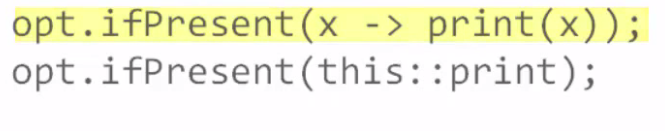 opt.ifPresent(x -> print(x));
opt.ifPresent(this::print);